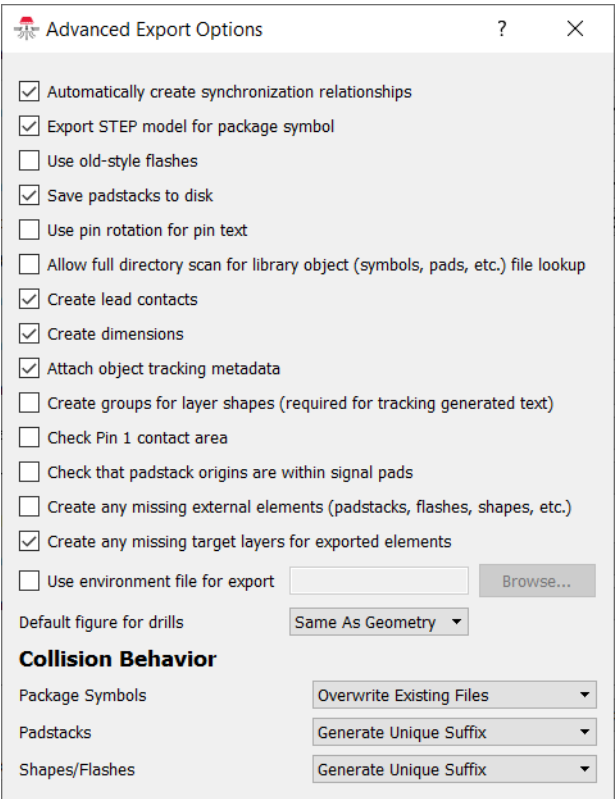 Advanced Export Options ?
Automatically create synchronization relationships
Export STEP model for package symbol
Use old-style flashes
Save padstacks to disk
Use pin rotation for pin text
Allow full directory scan for library object (symbols, pads, etc.) file lookup
Create lead contacts
Create dimensions
Attach object tracking metadata
Create groups for layer shapes (required for tracking generated text)
Check Pin 1 contact area
Check that padstack origins are within signal pads
Create any missing external elements (padstacks, flashes, shapes, etc.)
Create any missing target layers for exported elements
Use environment file for export Browse...
Default figure for drills Same As Geometry
Collision Behavior
Package Symbols Overwrite Existing Files
Padstacks Generate Unique Suffix
Shapes/Flashes Generate Unique Suffix